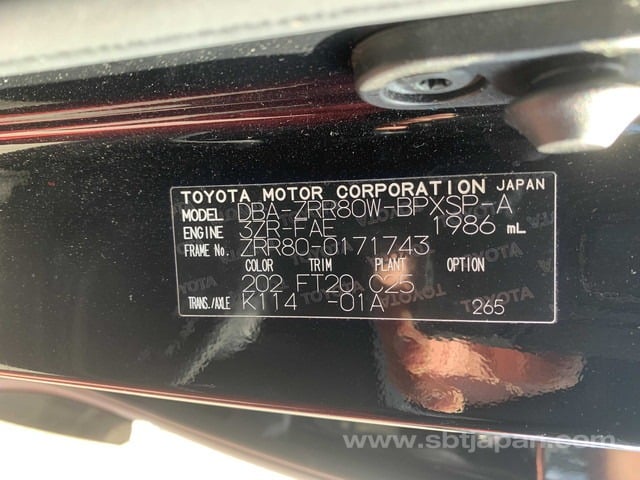 TOYOTA MOTOR CORPORATION JAPAN
MODEL DBA-ZRR80W-BPXSP-A
ENGINE 3ZR-FAE 1986 mL
FRAME No. ZRR80-0171743
COLOR TRIM PLANT OPTION
202 FT20 C25
TRANS./AXLE K114 -01A 265
www.sbtjapan.com